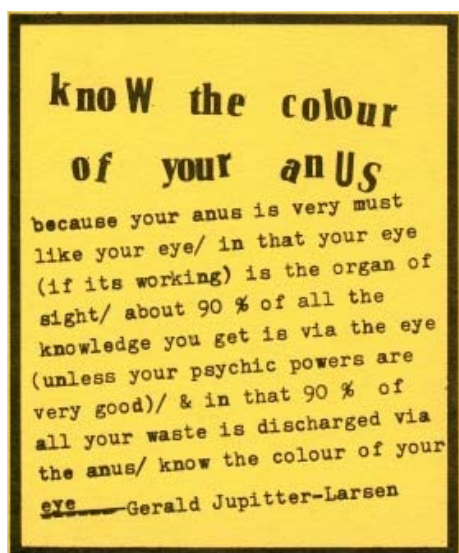 knoW the colour
of your anUS
because your anus is very must
like your eye/ in that your eye
(if its working) is the organ of
sight/ about 90 % of all the
knowledge you get is via the eye
(unless your psychic powers are
very good)/ & in that 90 % of
all your waste is discharged via
the anus/ know the colour of your
eye——Gerald Jupitter-Larsen